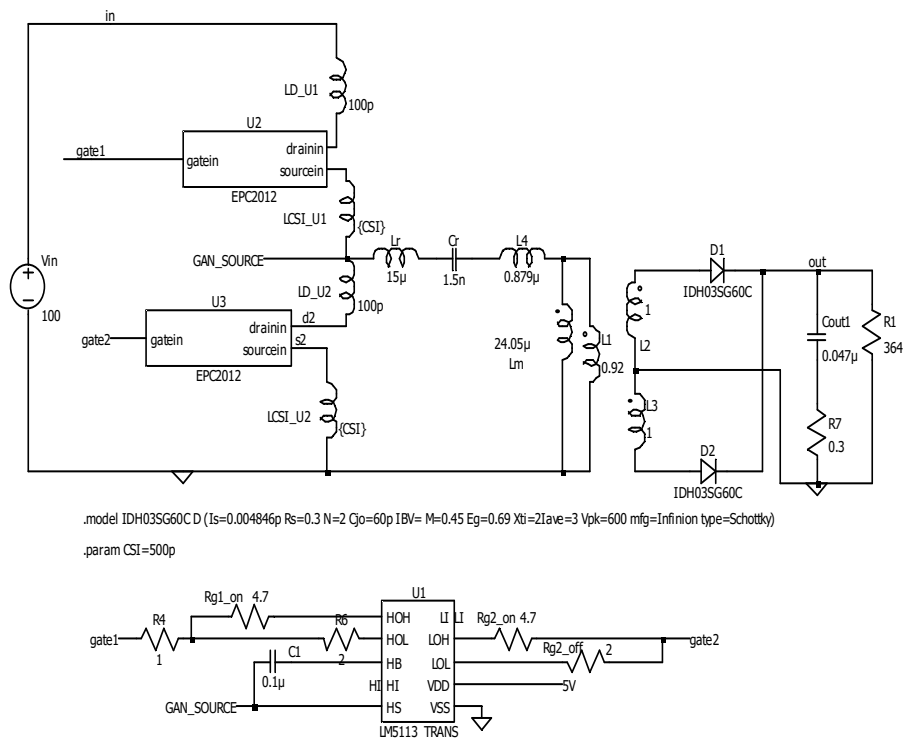 in
LD_U1
100p
U2
drainin
gate1
gatein
sourcein
EPC2012
LCSI_U1
{CSI}
Lr
Cr
L4
D1
GAN_SOURCE
out
Vin
15µ
1.5n
0.879µ
IDH03SG60C
LD_U2
U3
100p
100
d2
1
Cout1
R1
gate2
gatein
drainin
24.05µ
L1
L2
0.047µ
364
s2
sourcein
Lm
0.92
EPC2012
L3
LCSI_U2
{CSI}
1
R7
0.3
D2
IDH03SG60C
.model IDH03SG60C D (Is=0.004846p Rs=0.3 N=2 Cjo=60p IBV= M=0.45 Eg=0.69 Xti=2Iave=3 Vpk=600 mfg=Infinion type=Schottky)
.param CSI=500p
U1
Rg1_on 4.7
R4
HOH
LI LI
Rg2_on 4.7
gate1
R6
HOL
LOH
gate2
1
2
Rg2_off 2
C1
HB
LOL
0.1µ
HI HI
VDD
5V
GAN_SOURCE
HS
VSS
LM5113_TRANS